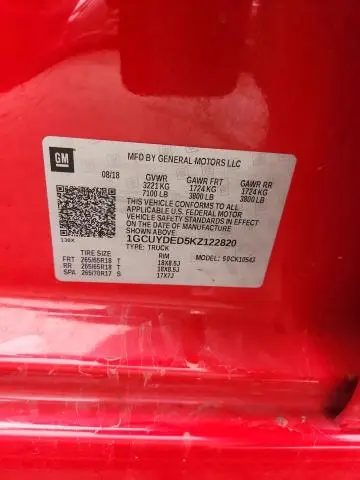 GM
MFD BY GENERAL MOTORS LLC
08/18 GVWR GAWR FRT GAWR RR
3221 KG 1724 KG 1724 KG
7100 LB 3800 LB 3800 LB
THIS VEHICLE CONFORMS TO ALL
APPLICABLE U.S. FEDERAL MOTOR
VEHICLE SAFETY STANDARDS IN EFFECT
ON THE DATE OF MANUFACTURE
SHOWN ABOVE.
1GCUYDED5KZ122820
TYPE: TRUCK
138X
TIRE SIZE RIM MODEL: S0CK10543
FRT 265/65R18 T 18X8.5J
RR 265/65R18 T 18X8.5J
SPA 265/70R17 S 17X7J